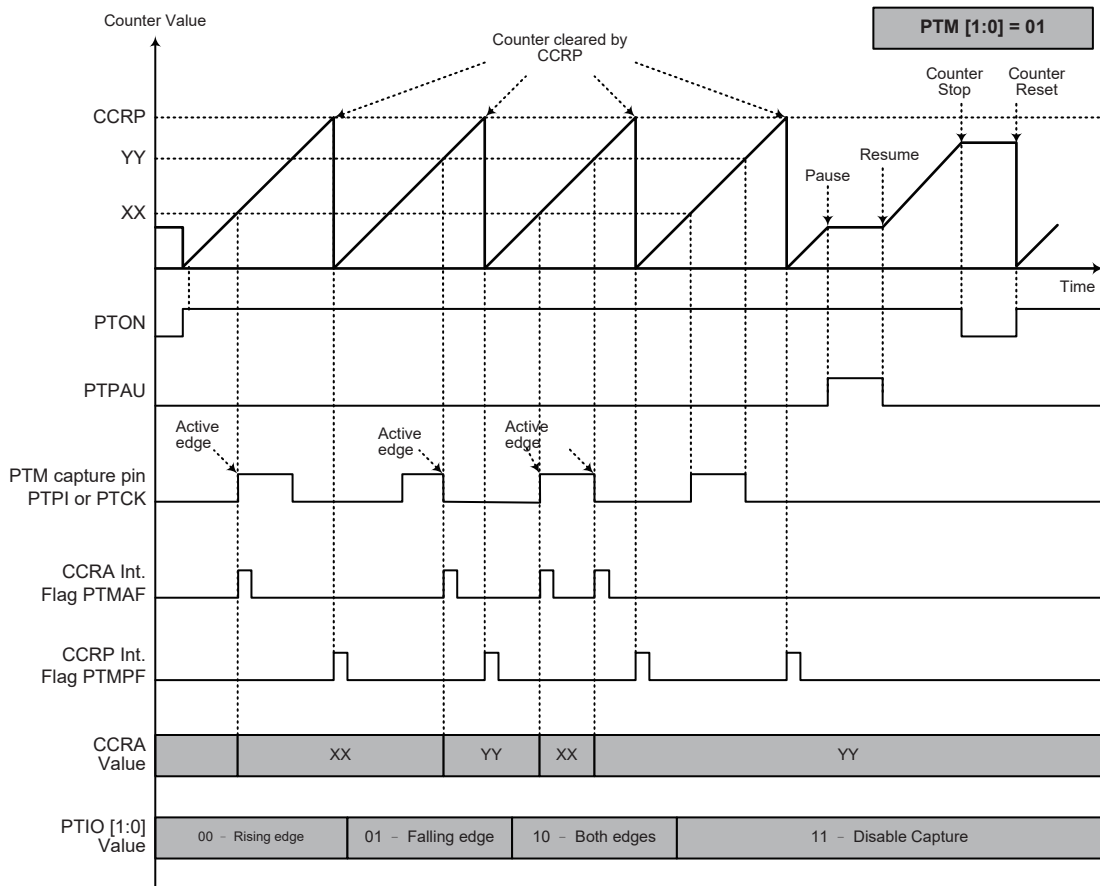 Counter Value
PTM [1:0] = 01
Counter cleared by
CCRP
Counter
Stop
Counter
Reset
CCRP
YY
Resume
Pause
XX
Time
PTON
PTPAU
Active
edge
Active
edge
Active
edge
PTM capture pin
PTPI or PTCK
CCRA Int.
Flag PTMAF
CCRP Int.
Flag PTMPF
CCRA
Value
XX
YY
XX
YY
PTIO [1:0]
Value
00 – Rising edge
01 – Falling edge
10 – Both edges
11 – Disable Capture